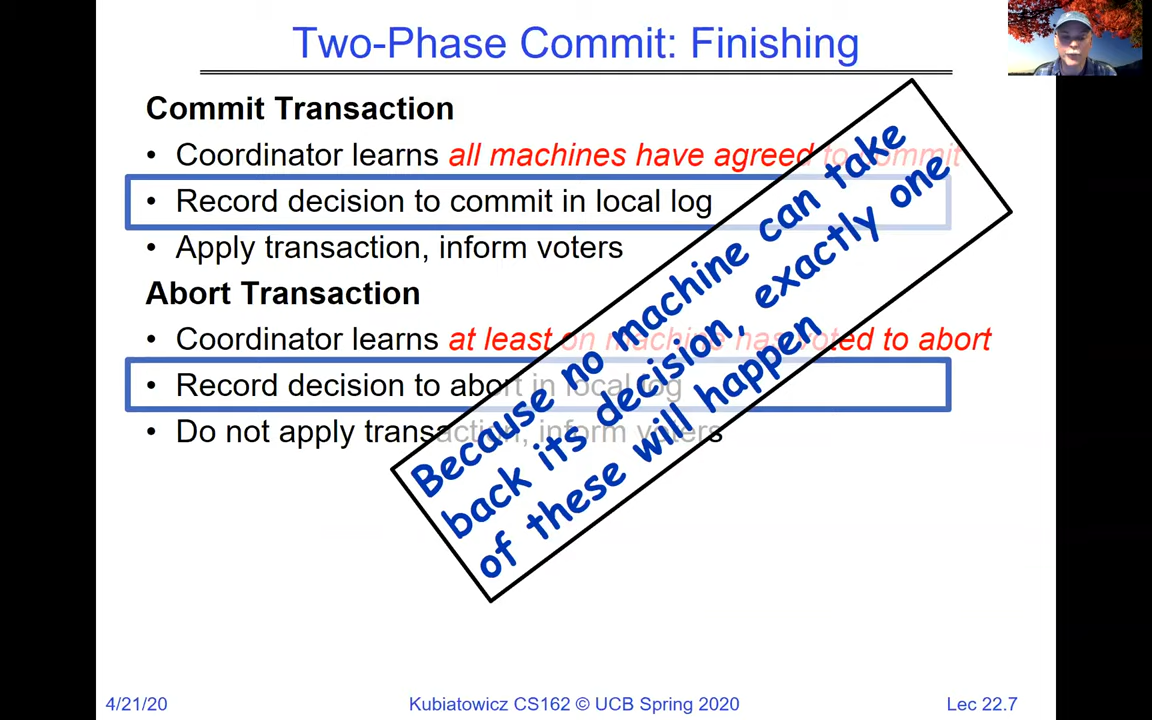 Two-Phase Commit: Finishing
Commit Transaction
• Coordinator learns all machines have agreed to commit
• Record decision to commit in local log
• Apply transaction, inform voters
Abort Transaction
• Coordinator learns at least on machine has voted to abort
• Record decision to abort in local log
• Do not apply transaction, inform voters
Because no machine can take
back its decision, exactly one
of these will happen
4/21/20
Kubiatowicz CS162 © UCB Spring 2020
Lec 22.7